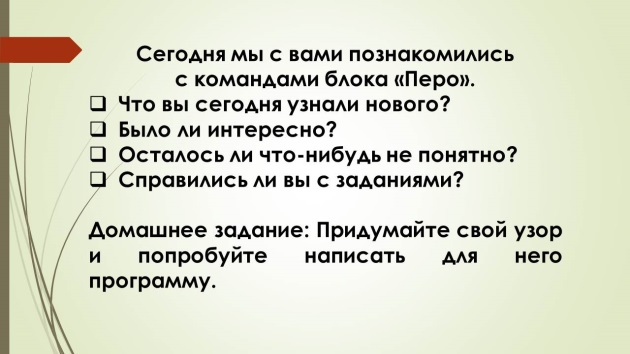 Сегодня мы с вами познакомились
с командами блока «Перо».
❑ Что вы сегодня узнали нового?
❑ Было ли интересно?
❑ Осталось ли что-нибудь не понятно?
❑ Справились ли вы с заданиями?
Домашнее задание: Придумайте свой узор
и попробуйте написать для него
программу.